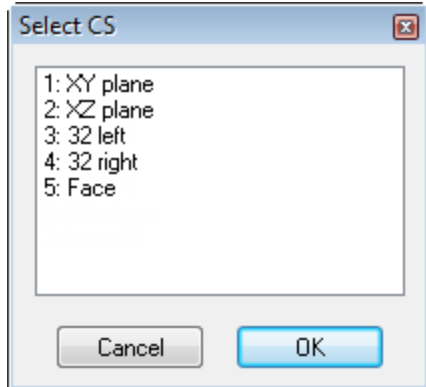 Select CS
1: XY plane
2: XZ plane
3: 32 left
4: 32 right
5: Face
Cancel OK